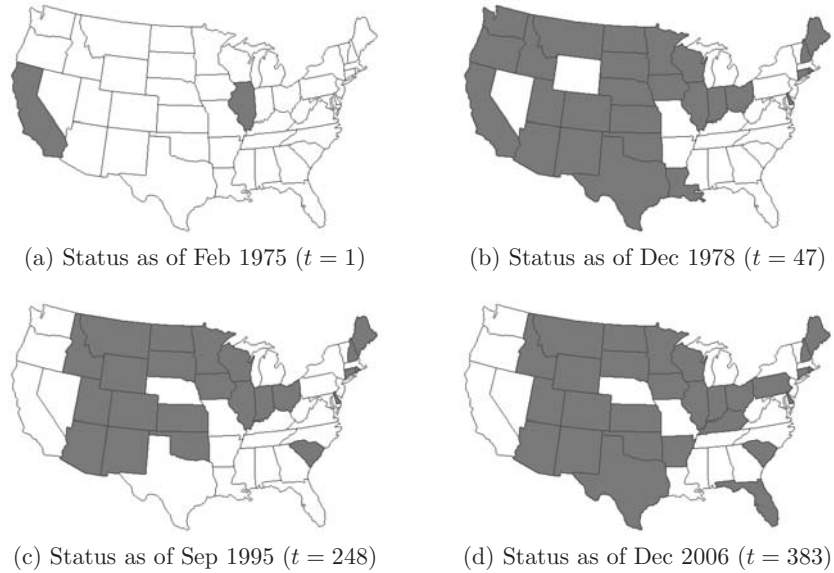 (a) Status as of Feb 1975 (t = 1)
(b) Status as of Dec 1978 (t = 47)
(c) Status as of Sep 1995 (t = 248)
(d) Status as of Dec 2006 (t = 383)